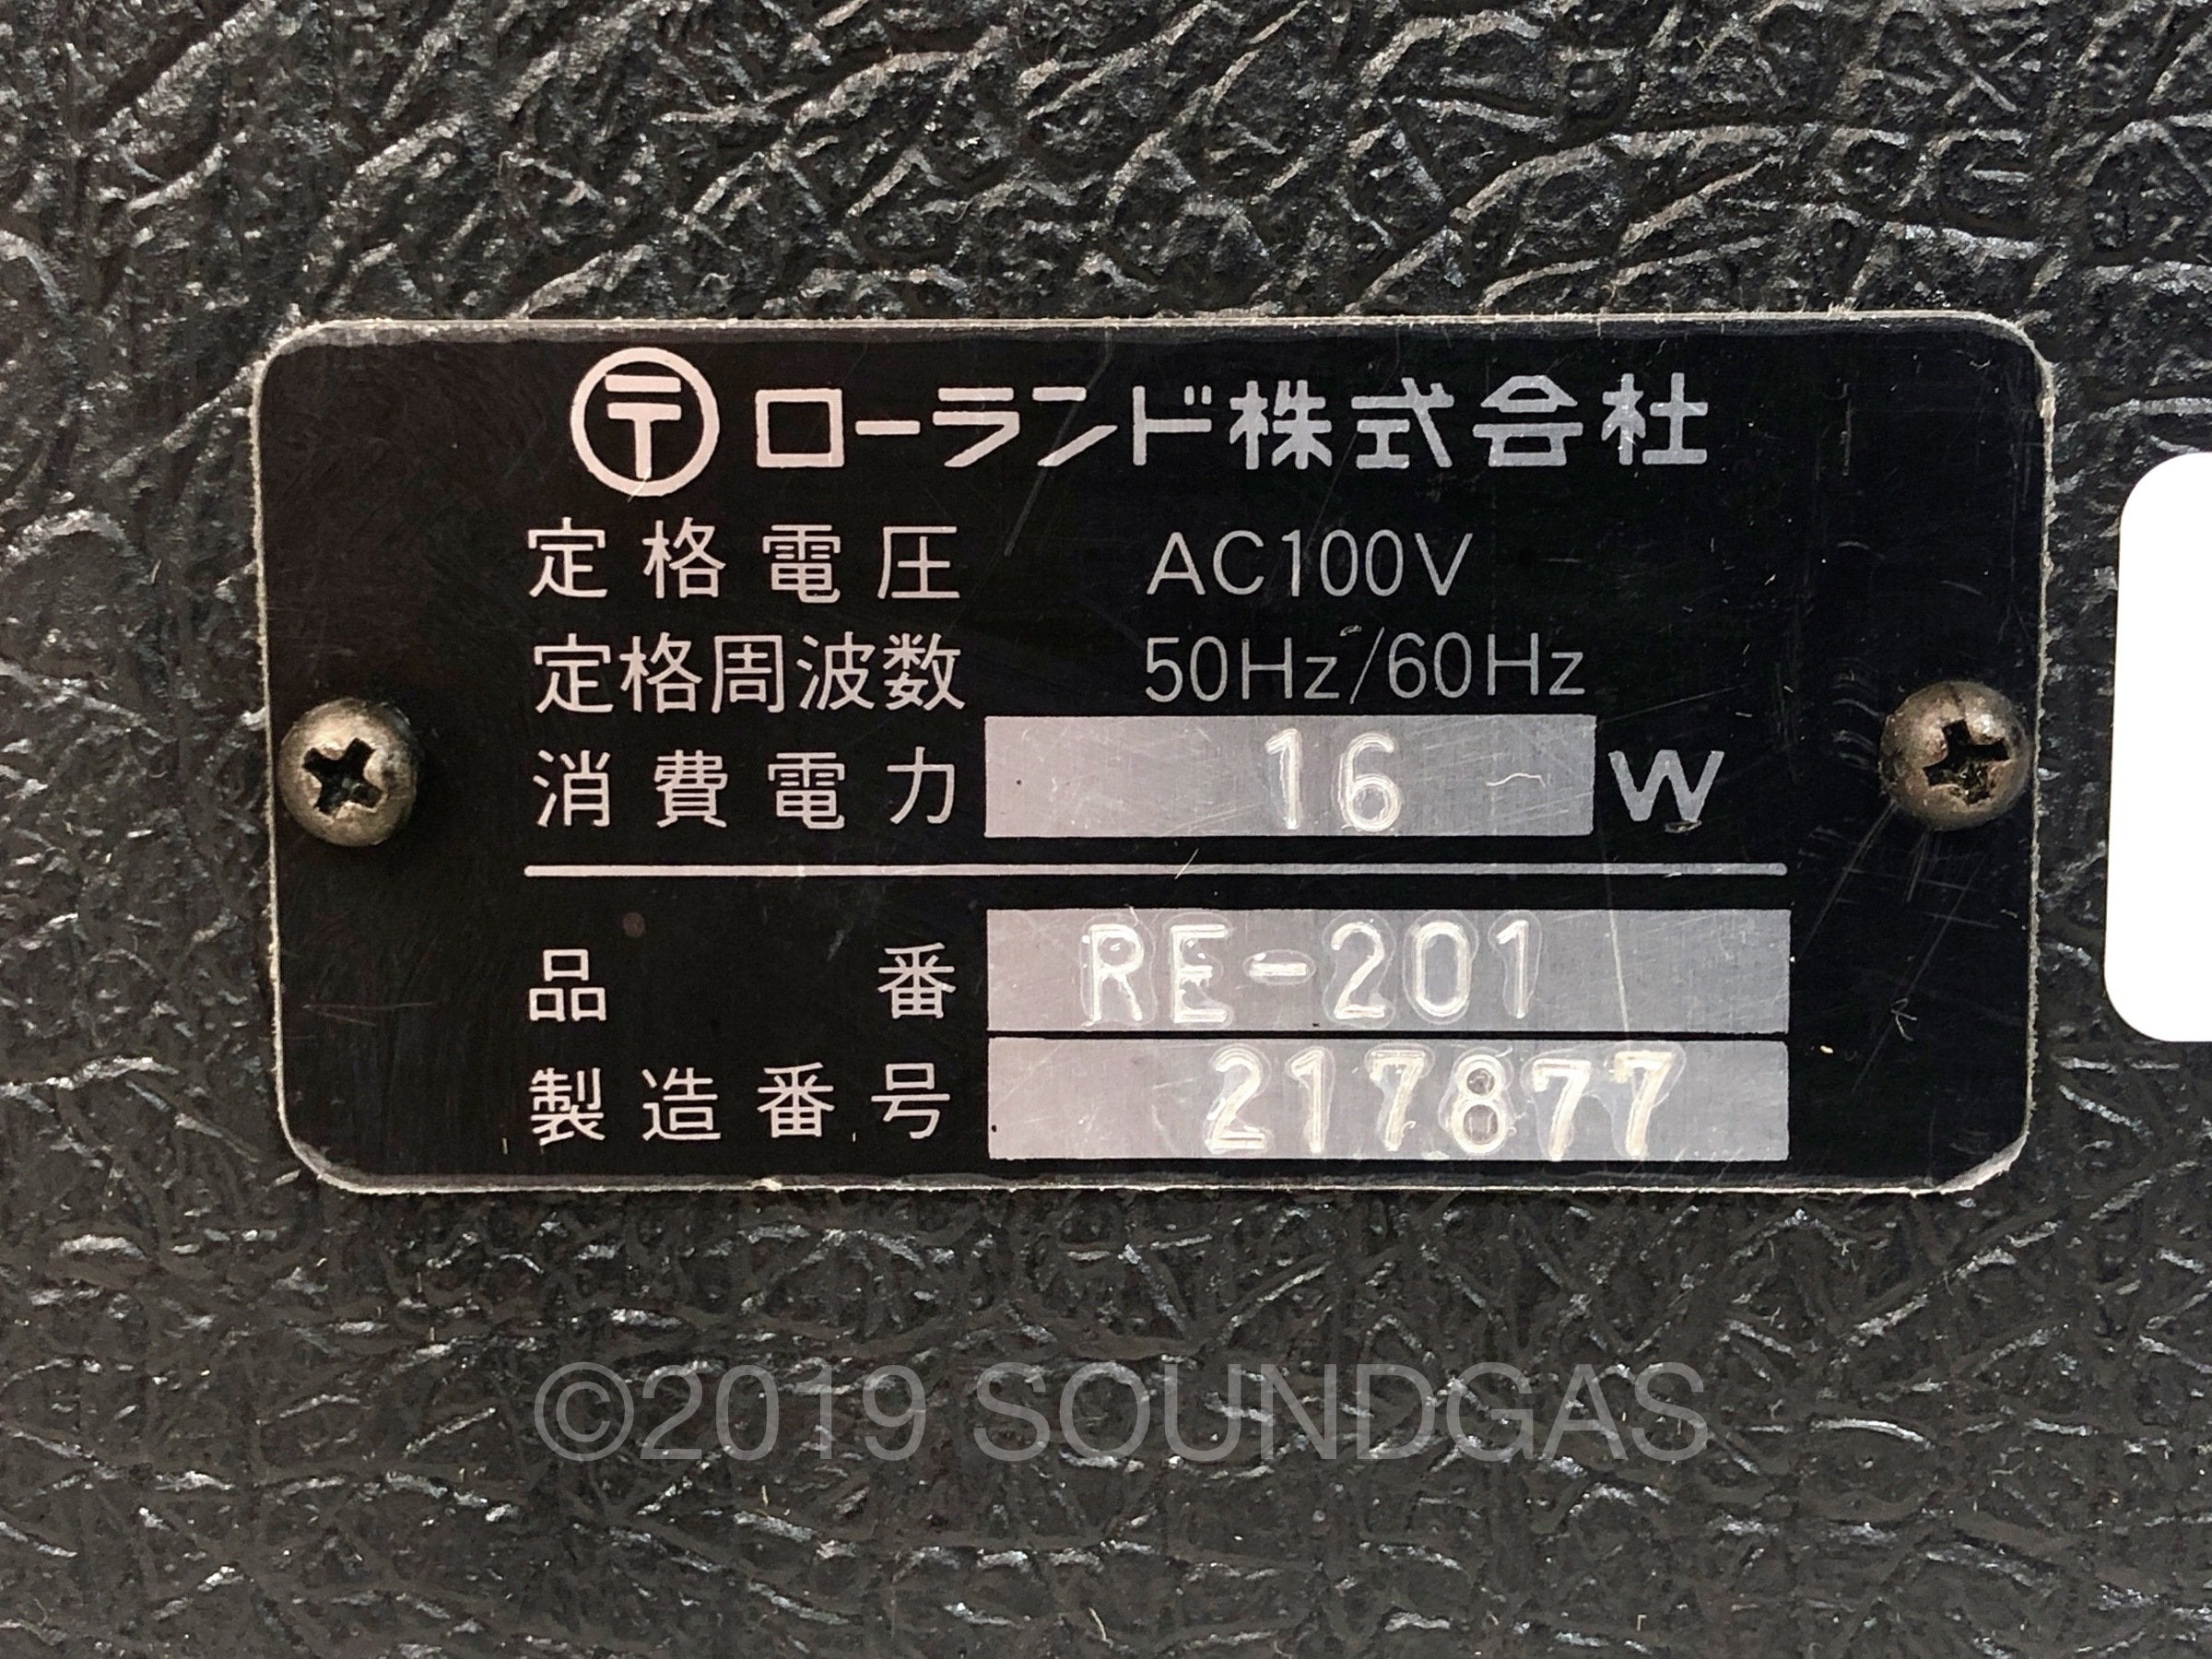 〒 ローランド株式会社
定格電圧 AC100V
定格周波数 50Hz/60Hz
消費電力 16 W
品番 RE-201
製造番号 217877
©2019 SOUNDGAS